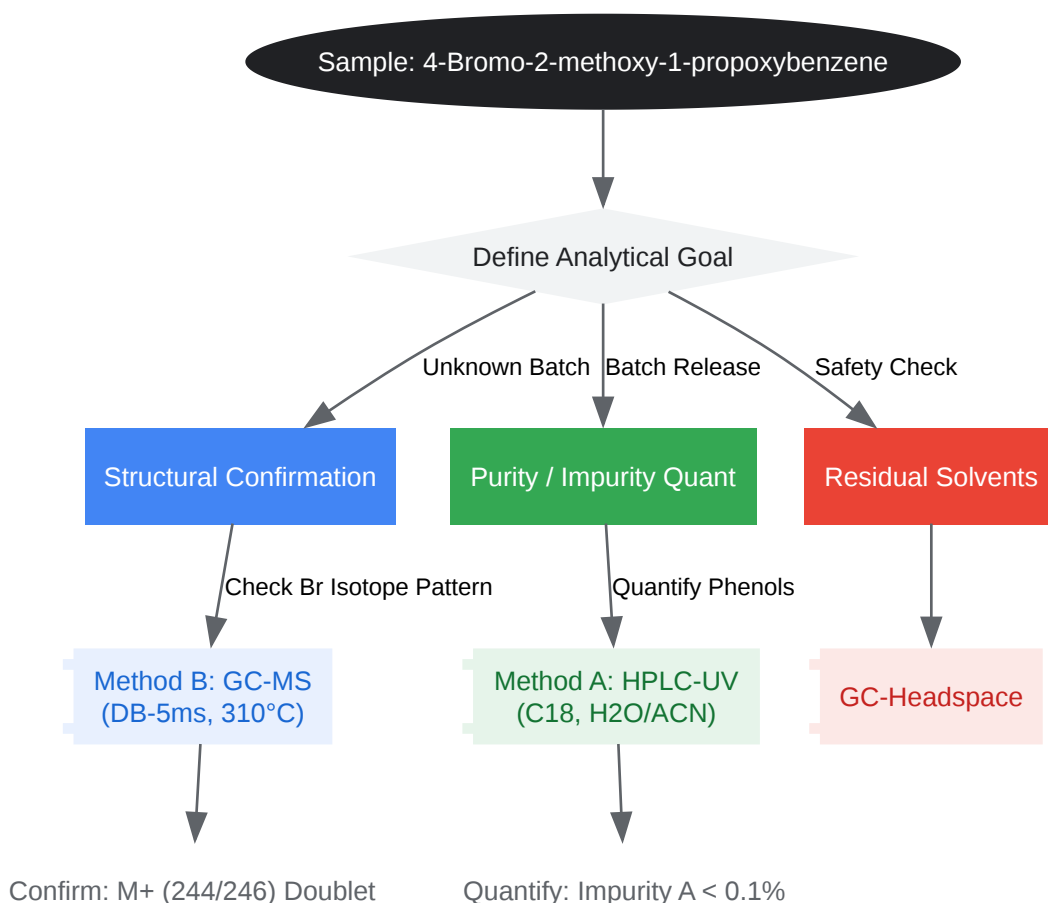 Sample: 4-Bromo-2-methoxy-1-propoxybenzene
Define Analytical Goal
Unknown Batch
Batch Release
Safety Check
Structural Confirmation
Purity / Impurity Quant
Residual Solvents
Check Br Isotope Pattern
Quantify Phenols
Method B: GC-MS
(DB-5ms, 310°C)
Method A: HPLC-UV
(C18, H2O/ACN)
GC-Headspace
Confirm: M+ (244/246) Doublet
Quantify: Impurity A < 0.1%